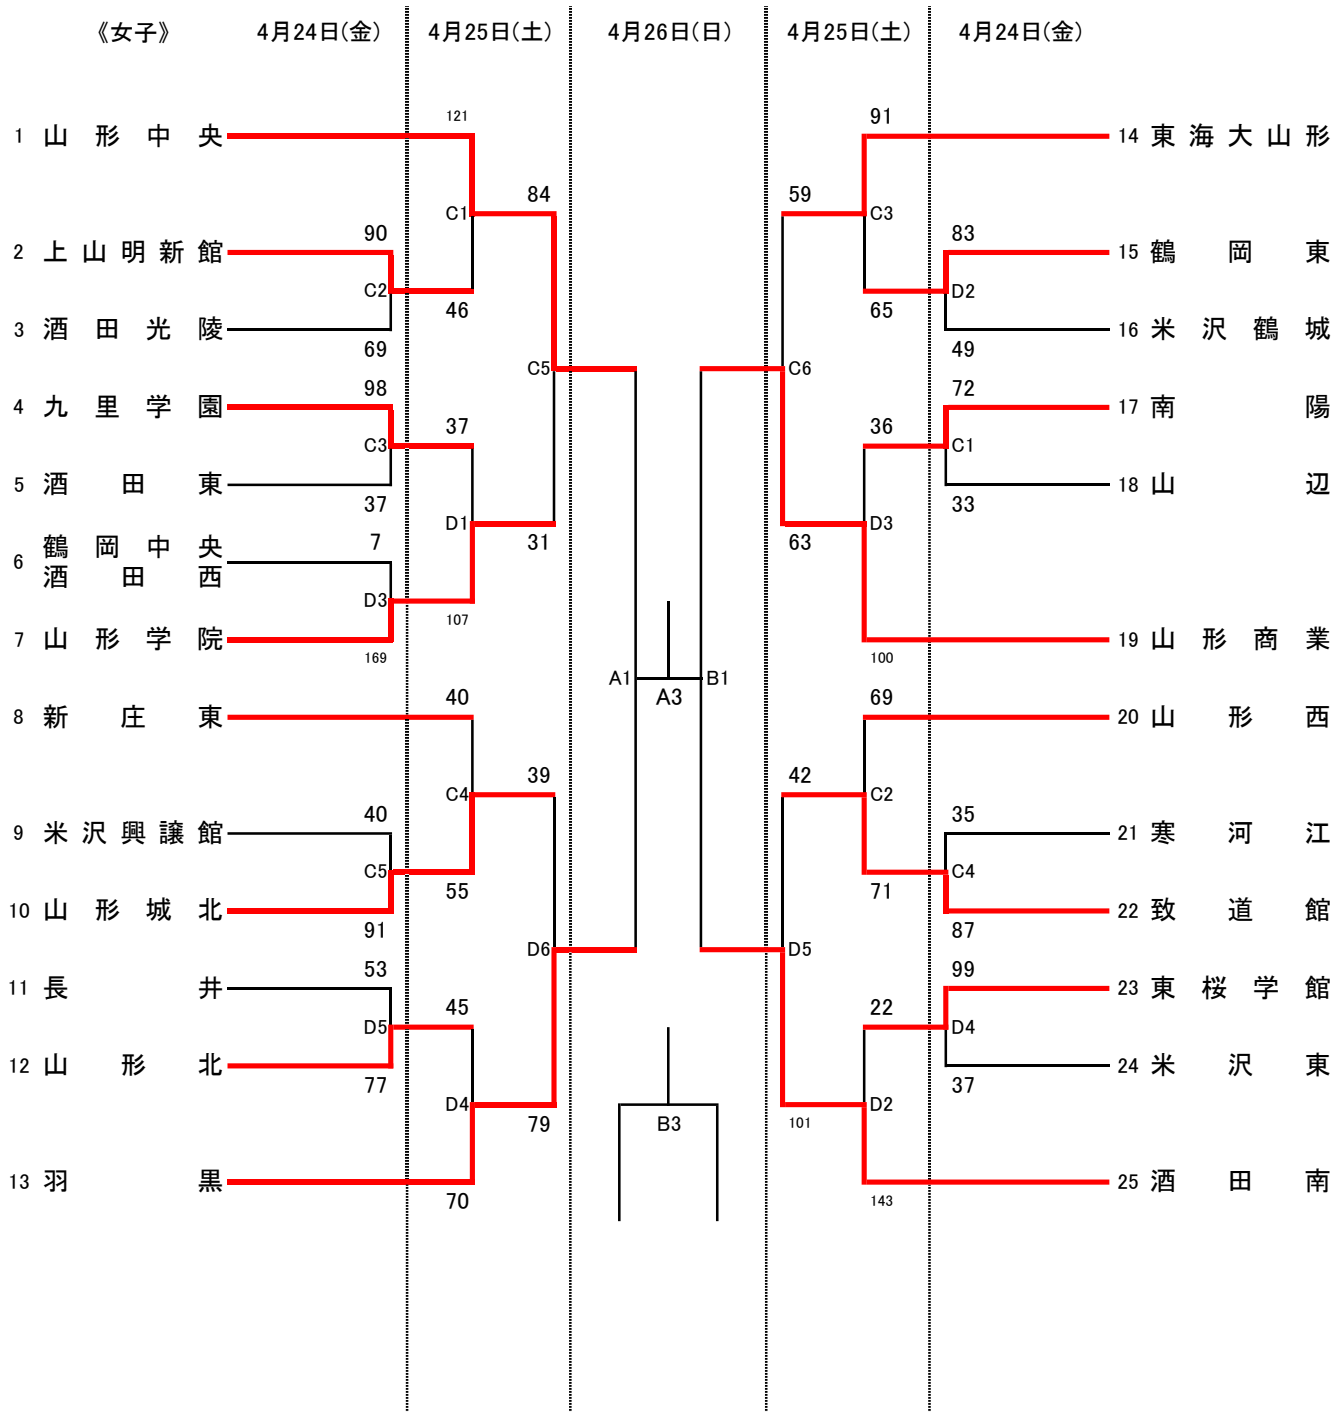 《女子》 4月24日(金) 4月25日(土) 4月26日(日) 4月25日(土) 4月24日(金)
121 91
1 山形中央 14 東海大山形
84 59
C1 C3
90 83
2 上山明新館 15 鶴岡東
C2 D2
46 65
3 酒田光陵 16 米沢鶴城
69 49
C5 C6
98 72
4 九里学園 17 南陽
37 36
C3 C1
5 酒田東 18 山辺
37 33
D1 D3
7 31 63
6 鶴岡中央
酒田西
D3
107
7 山形学院 19 山形商業
169 100
A1 B1
40 A3 69
8 新庄東 20 山形西
39 42
C4 C2
40 35
9 米沢興譲館 21 寒河江
C5 C4
55 71
10 山形城北 22 致道館
91 87
D6 D5
53 99
11 長井 23 東桜学館
45 22
D5 D4
12 山形北 24 米沢東
77 37
D4 D2
79 B3 101
13 羽黒 25 酒田南
70 143